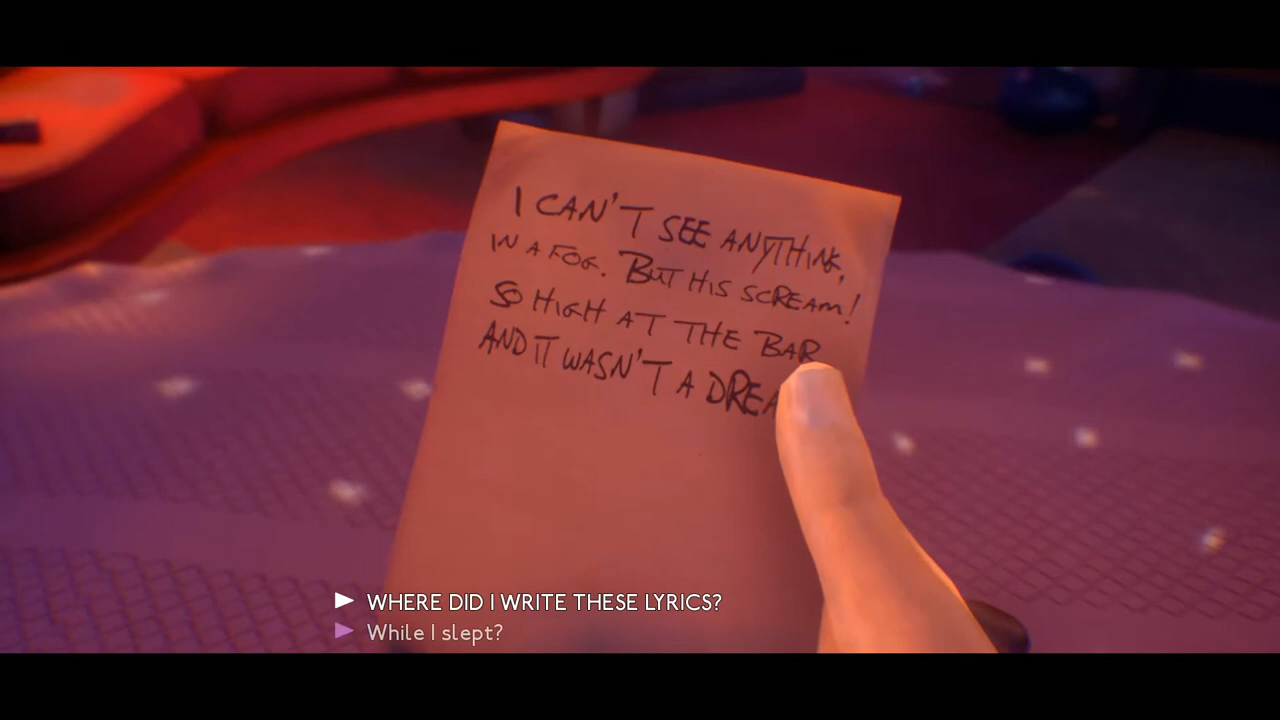 I CAN'T SEE ANYTHING,
IN A FOG. BUT HIS SCREAM!
SO HIGH AT THE BAR
AND IT WASN'T A DREA
WHERE DID I WRITE THESE LYRICS?
While I slept?